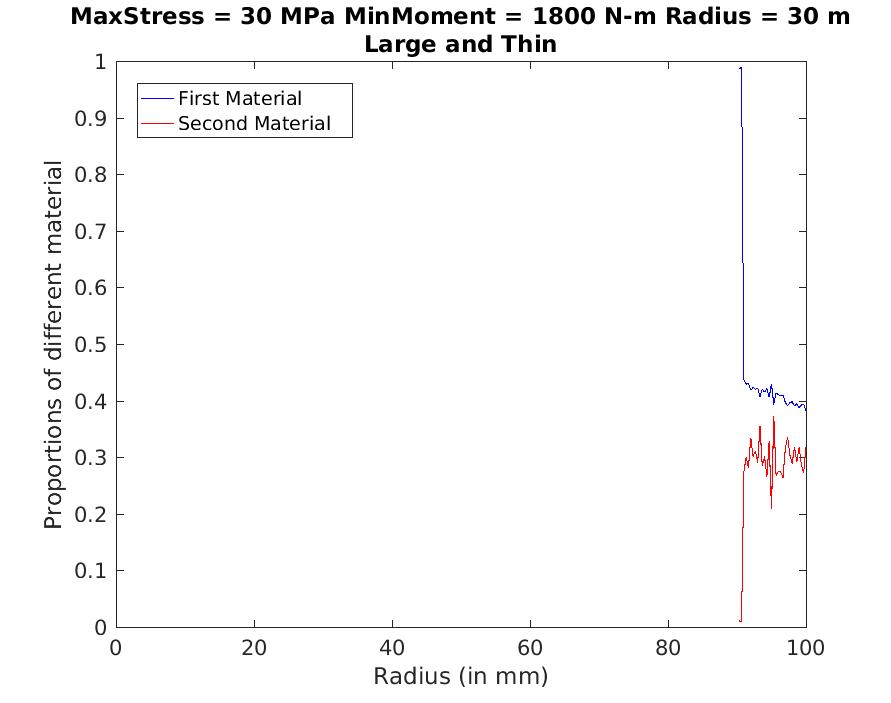 MaxStress = 30 MPa MinMoment = 1800 N-m Radius = 30 m
Large and Thin
1
First Material
Second Material
0.9
0.8
0.7
0.6
0.5
0.4
0.3
0.2
0.1
0
Proportions of different material
0
20
40
60
80
100
Radius (in mm)